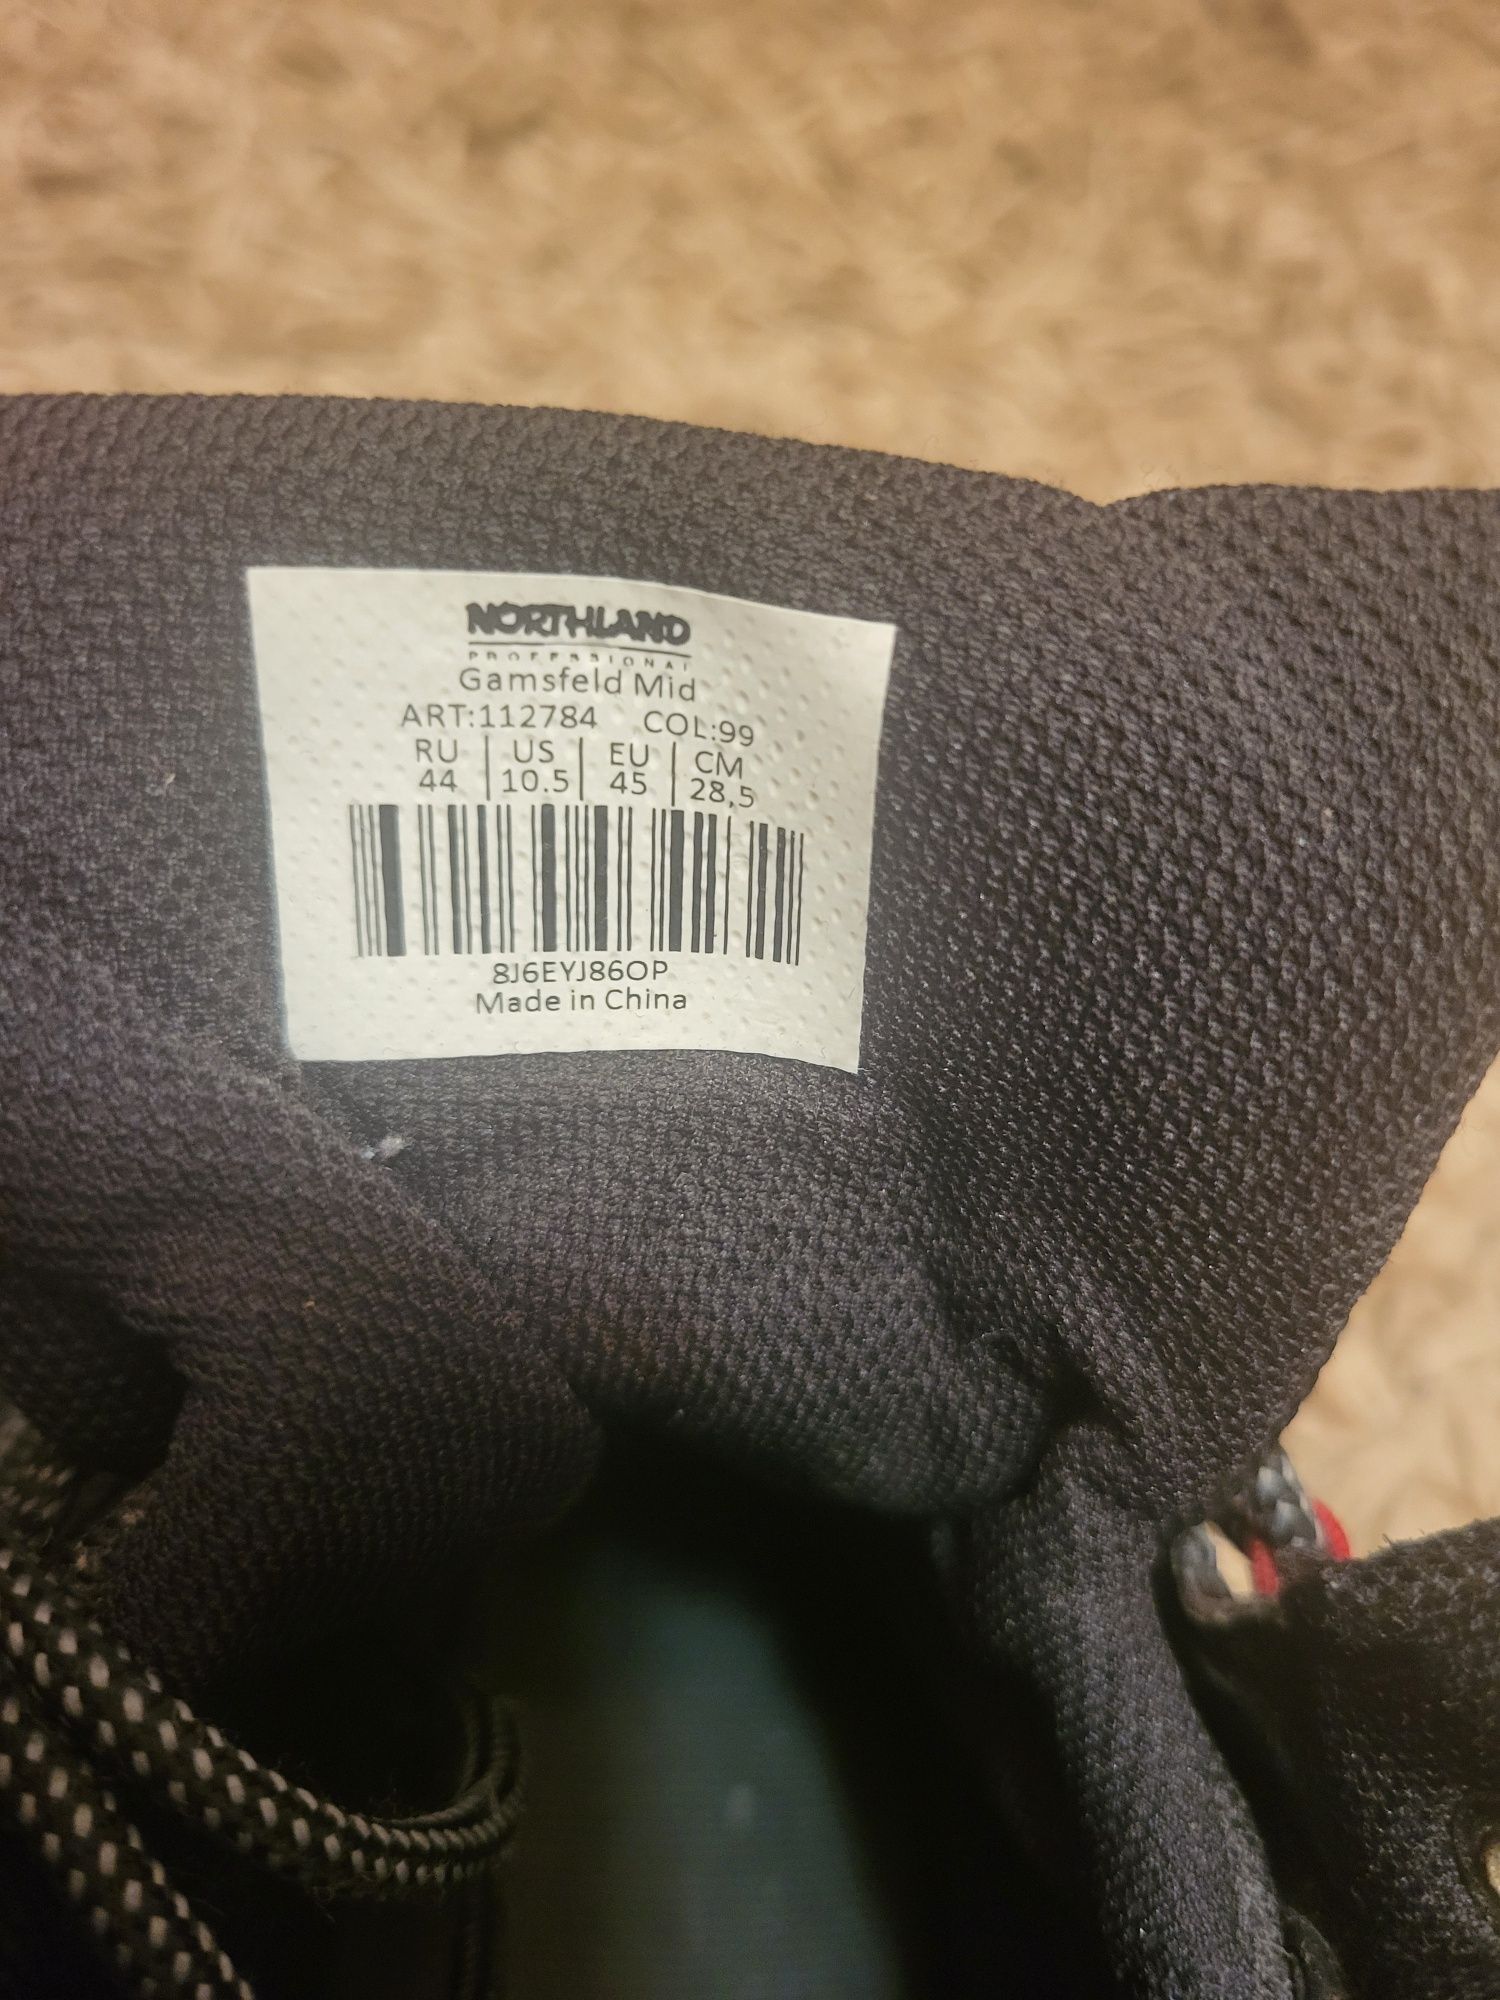 NORTHLAND
PROFESSIONAL
Gamsfeld Mid
ART:112784 COL:99
RU | US | EU | CM
44 | 10.5 | 45 | 28,5
8J6EYJ86OP
Made in China